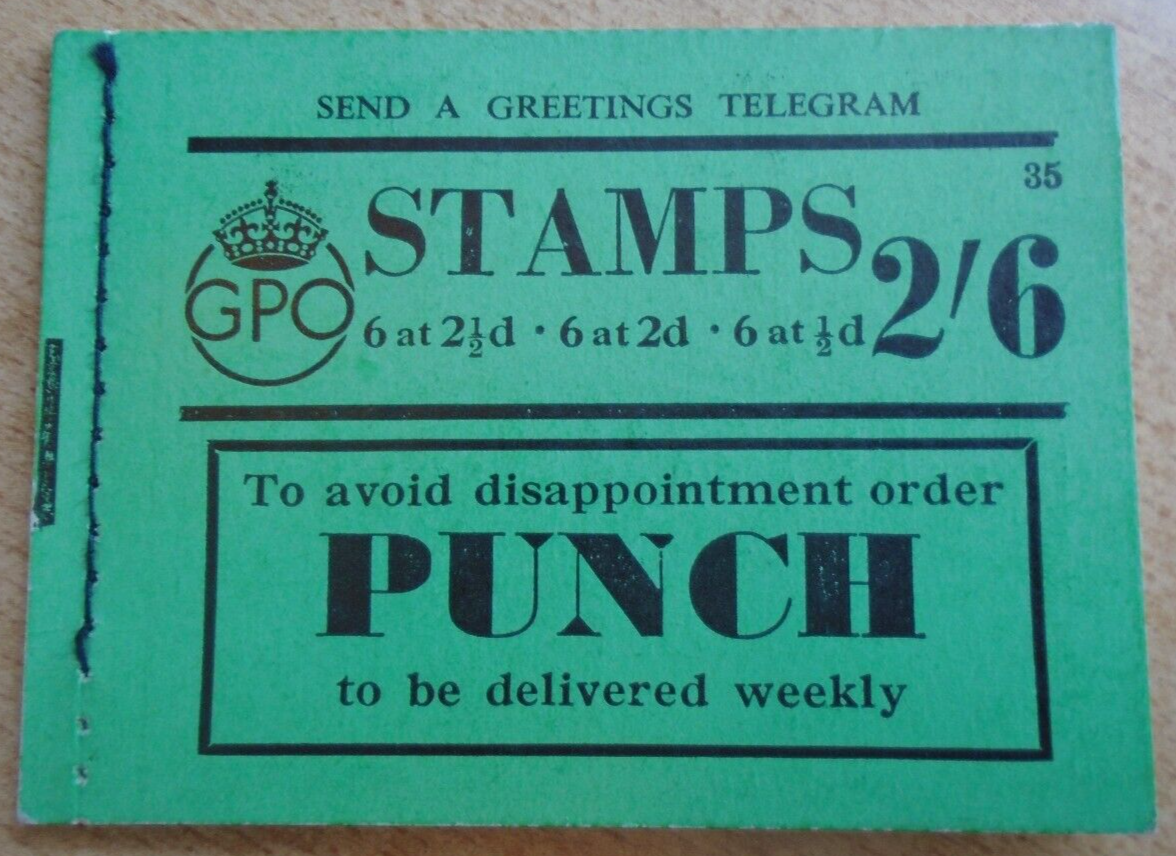 SEND A GREETINGS TELEGRAM
35
STAMPS 2/6
GPO
6 at 2½d · 6 at 2d · 6 at ½d
To avoid disappointment order
PUNCH
to be delivered weekly